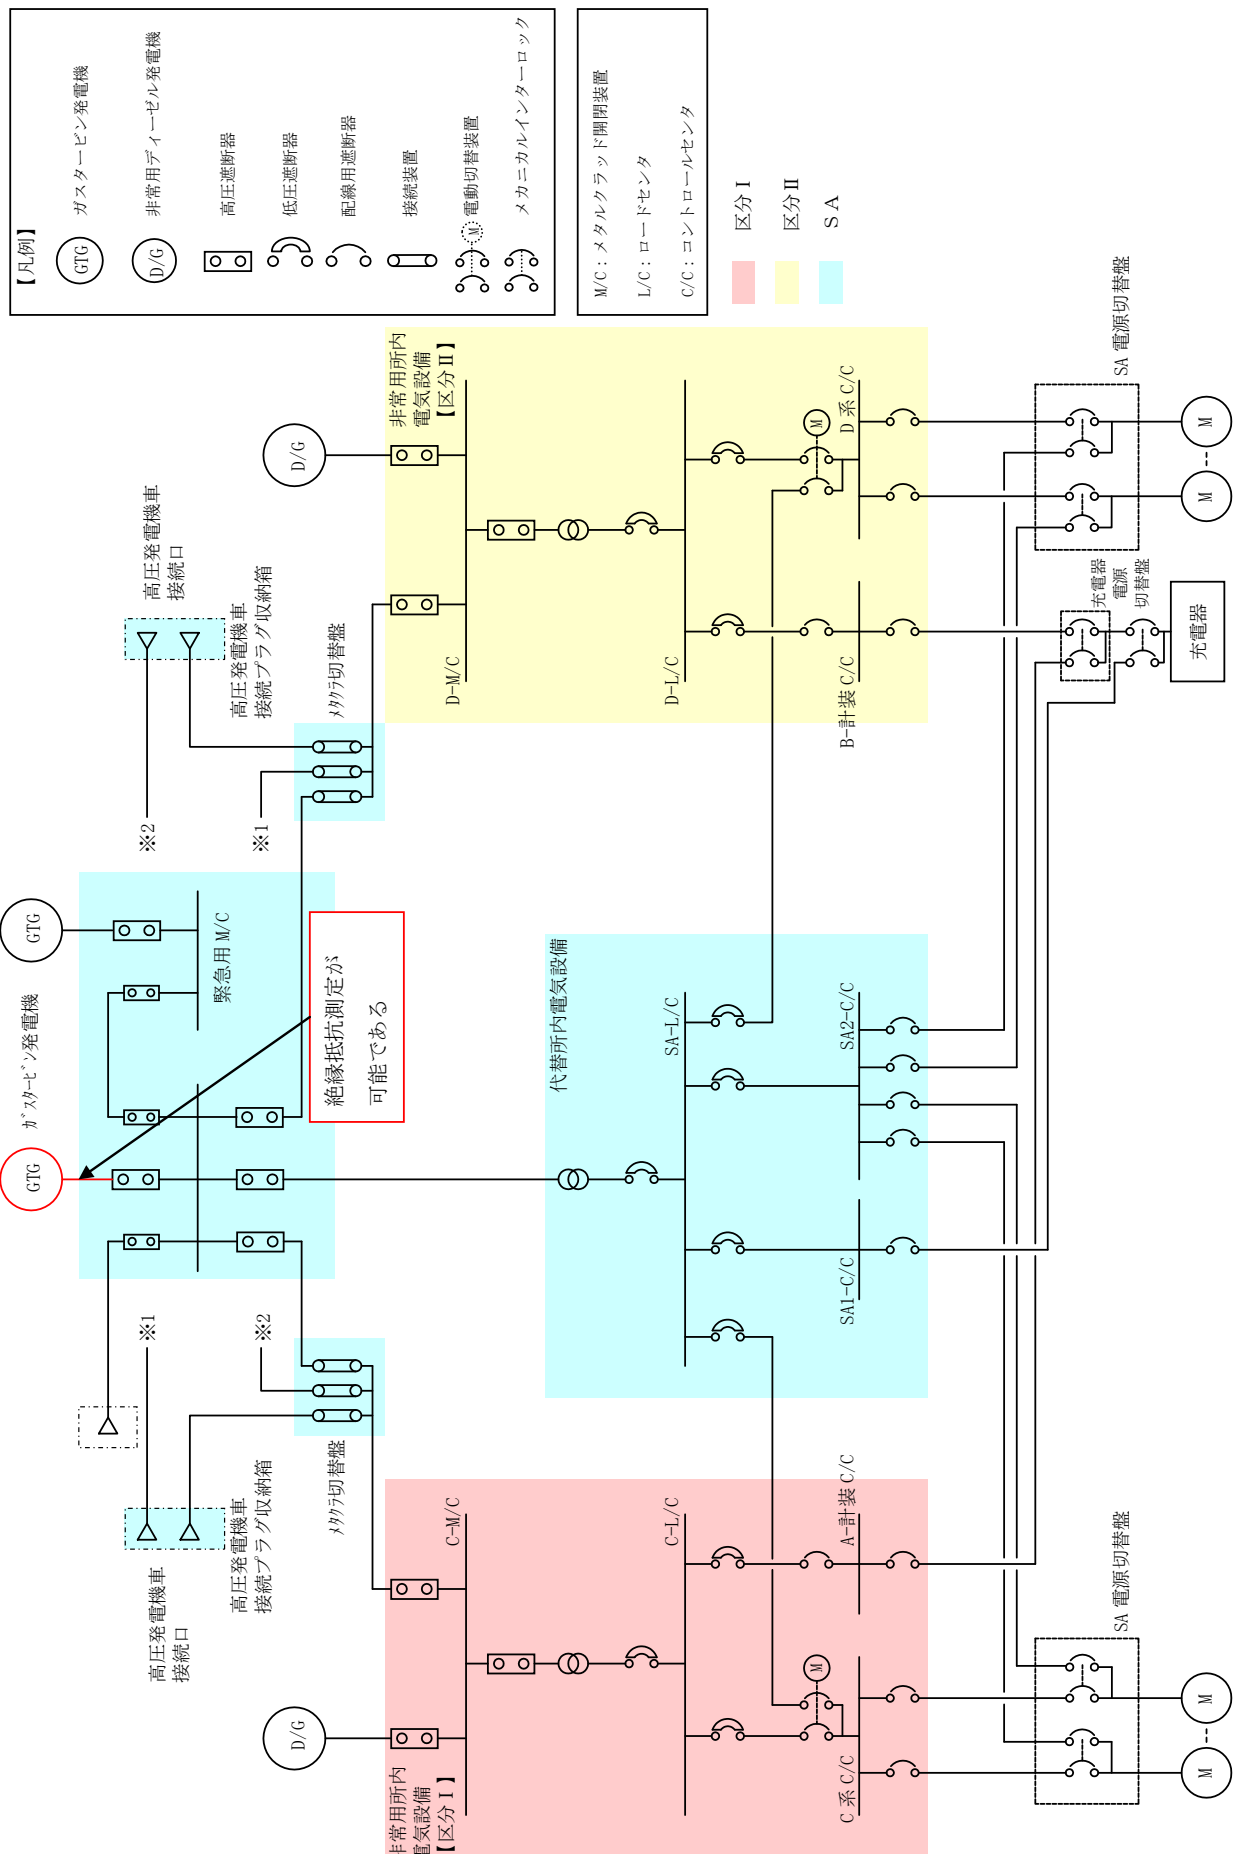 【凡例】
GTG
ガスタービン発電機
D/G
非常用ディーゼル発電機
高圧遮断器
低圧遮断器
配線用遮断器
接続装置
M
電動切替装置
メカニカルインターロック
M/C：メタルクラッド開閉装置
L/C：ロードセンタ
C/C：コントロールセンタ
区分Ⅰ
区分Ⅱ
ＳＡ
非常用所内
電気設備
【区分Ⅱ】
D/G
高圧発電機車
接続口
高圧発電機車
接続プラグ収納箱
ﾒﾀｸﾗ切替盤
D-M/C
D-L/C
M
D 系 C/C
B-計装 C/C
SA 電源切替盤
M
M
充電器
電源
切替盤
充電器
※2
※1
GTG
緊急用 M/C
ｶﾞｽﾀｰﾋﾞﾝ発電機
GTG
絶縁抵抗測定が
可能である
代替所内電気設備
SA-L/C
SA2-C/C
SA1-C/C
※1
※2
ﾒﾀｸﾗ切替盤
高圧発電機車
接続プラグ収納箱
高圧発電機車
接続口
D/G
C-M/C
C-L/C
A-計装 C/C
M
C 系 C/C
非常用所内
電気設備
【区分Ⅰ】
SA 電源切替盤
M
M